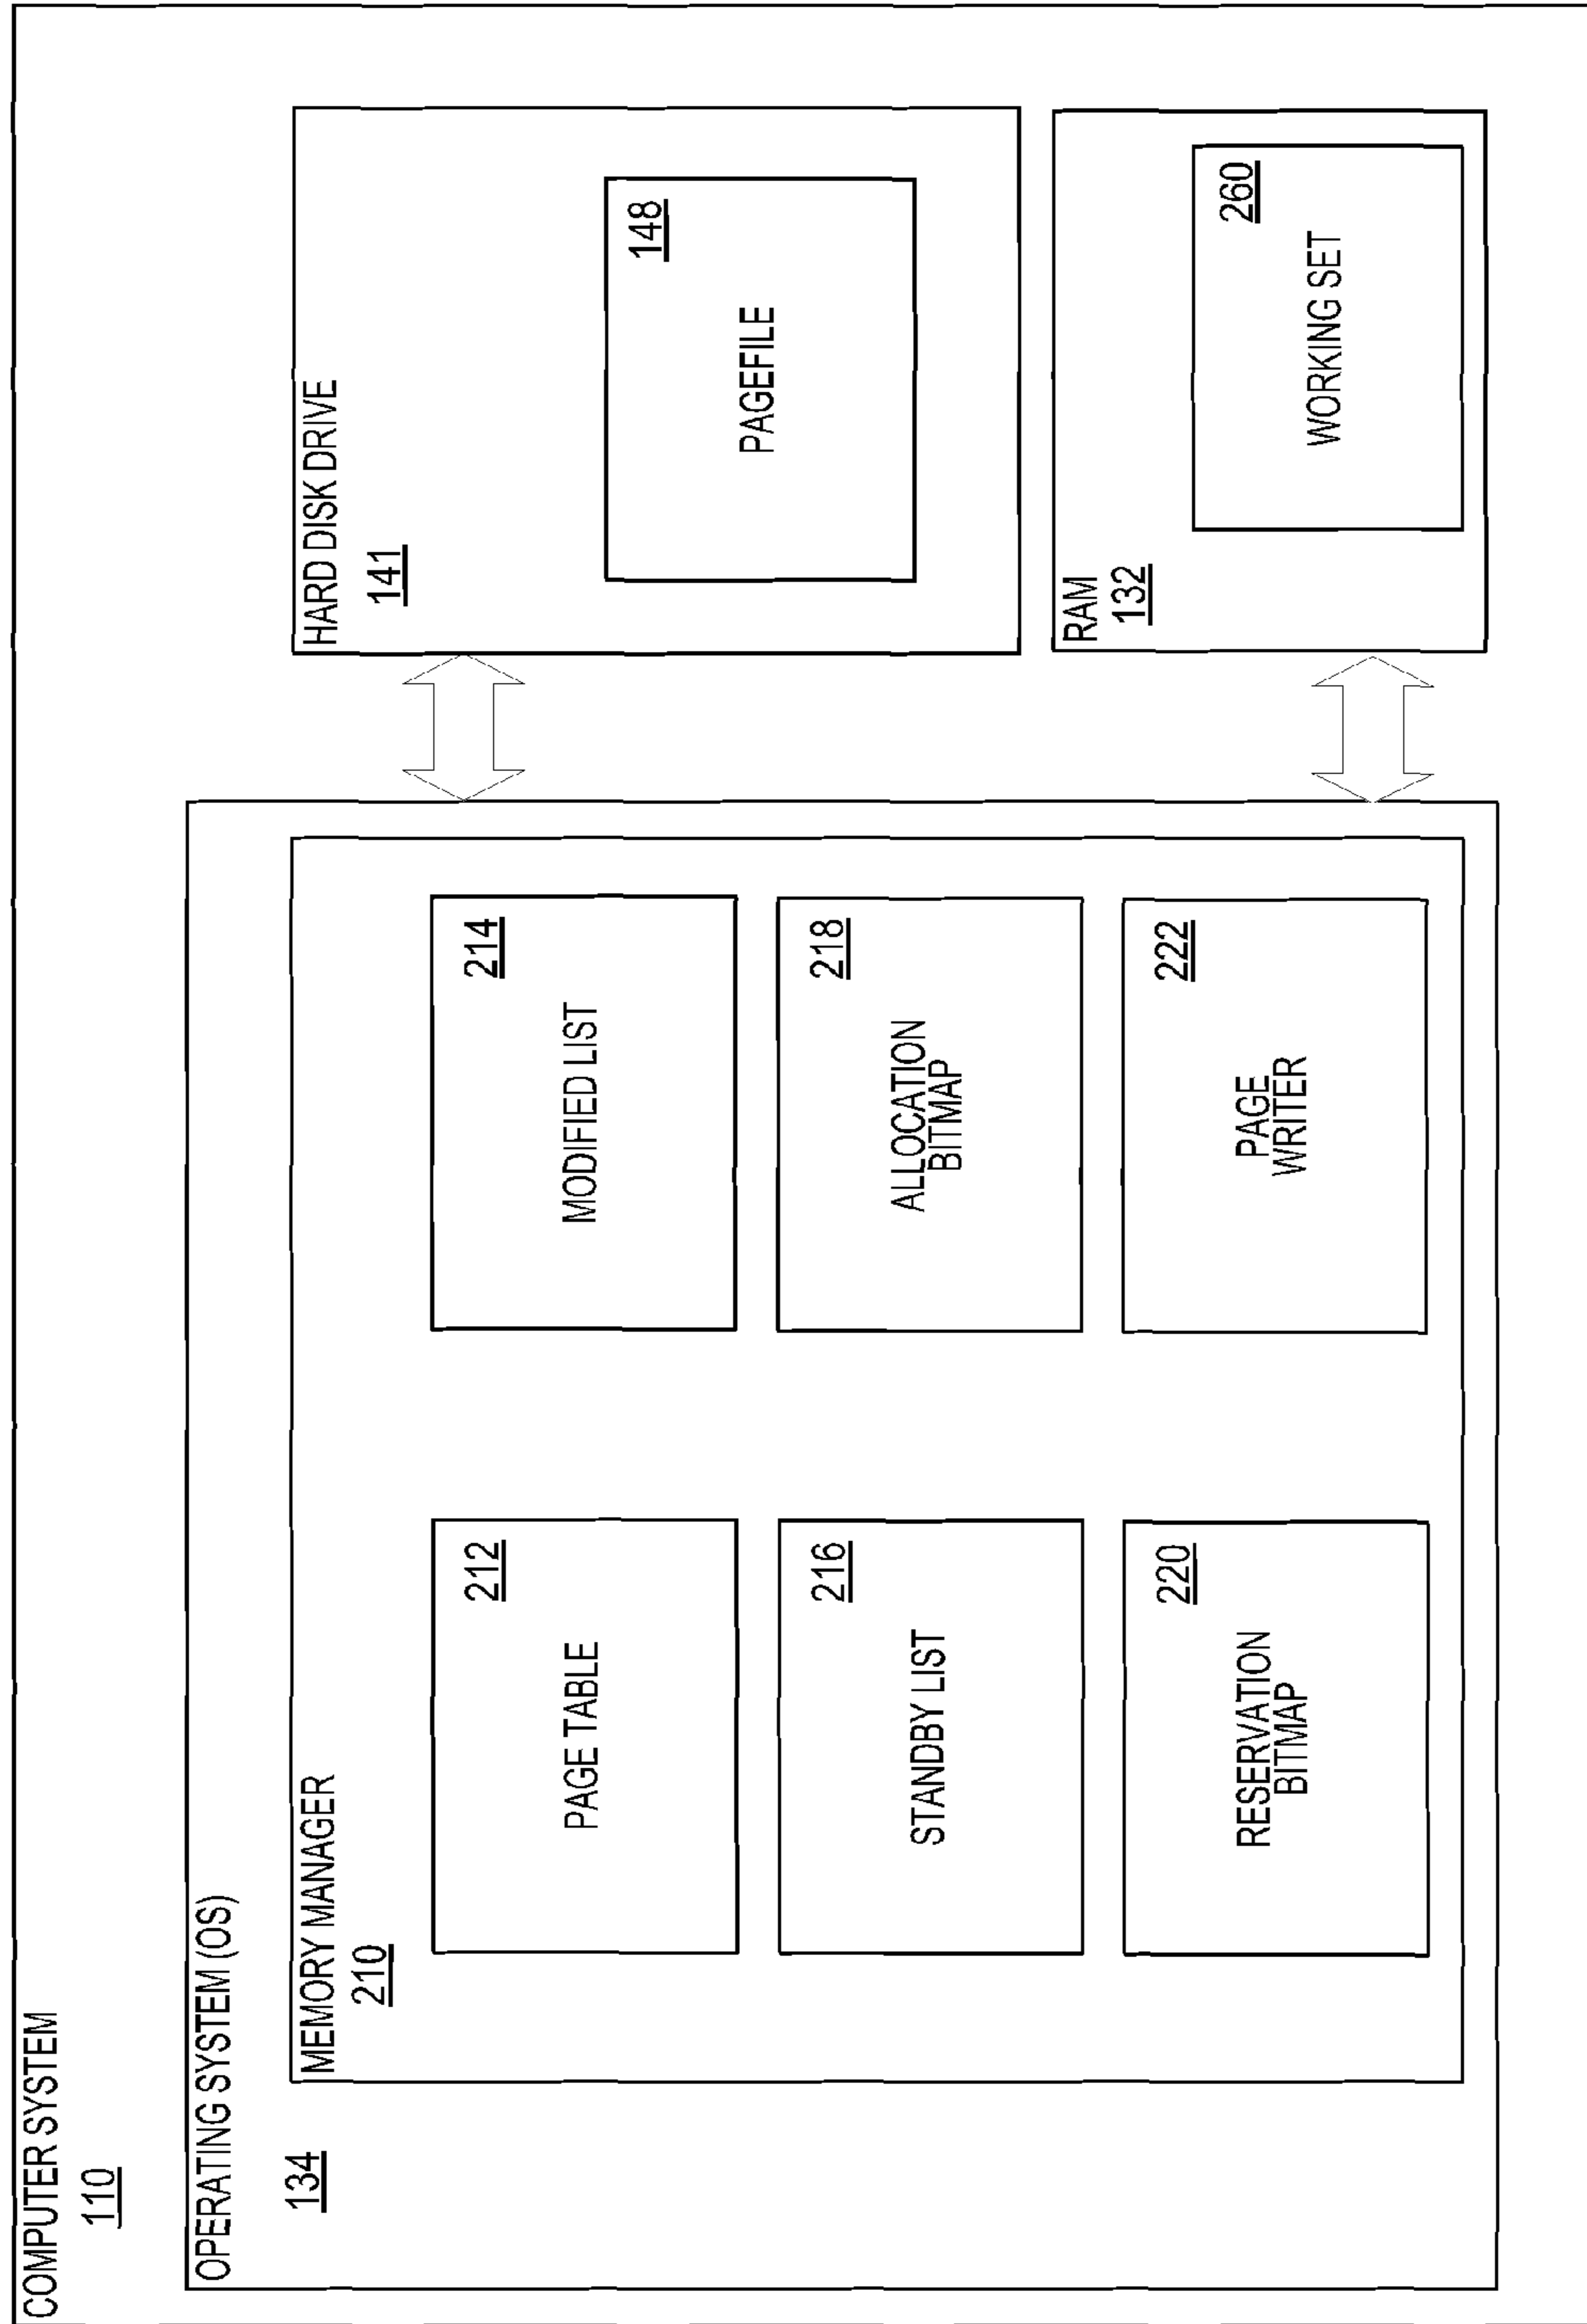 COMPUTER SYSTEM
110
OPERATING SYSTEM (OS)
134
MEMORY MANAGER
210
212
PAGE TABLE
214
MODIFIED LIST
216
STANDBY LIST
218
ALLOCATION
BITMAP
220
RESERVATION
BITMAP
222
PAGE
WRITER
HARD DISK DRIVE
141
148
PAGEFILE
RAM
132
260
WORKING SET